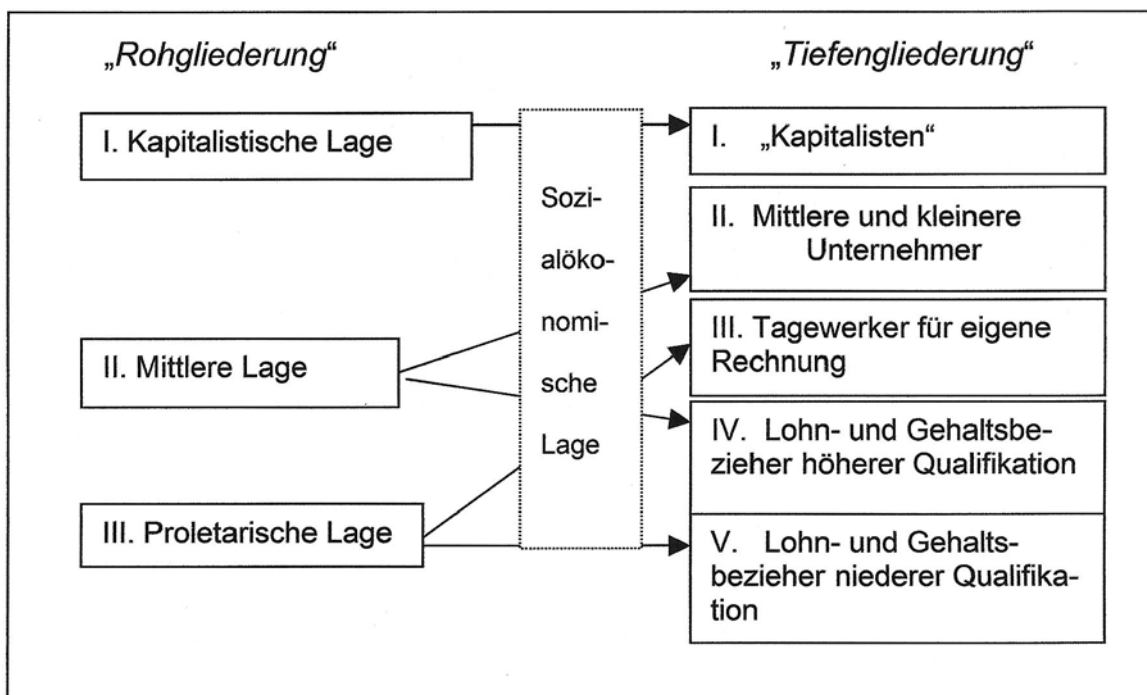 „Rohgliederung“
„Tiefengliederung“
I. Kapitalistische Lage
II. Mittlere Lage
III. Proletarische Lage
Sozi-
alöko-
nomi-
sche
Lage
I. „Kapitalisten“
II. Mittlere und kleinere
Unternehmer
III. Tagewerker für eigene
Rechnung
IV. Lohn- und Gehaltsbe-
zieher höherer Qualifikation
V. Lohn- und Gehalts-
bezieher niederer Qualifika-
tion